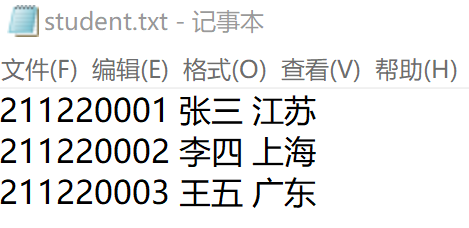 student.txt - 记事本
文件(F) 编辑(E) 格式(O) 查看(V) 帮助(H)
211220001 张三 江苏
211220002 李四 上海
211220003 王五 广东